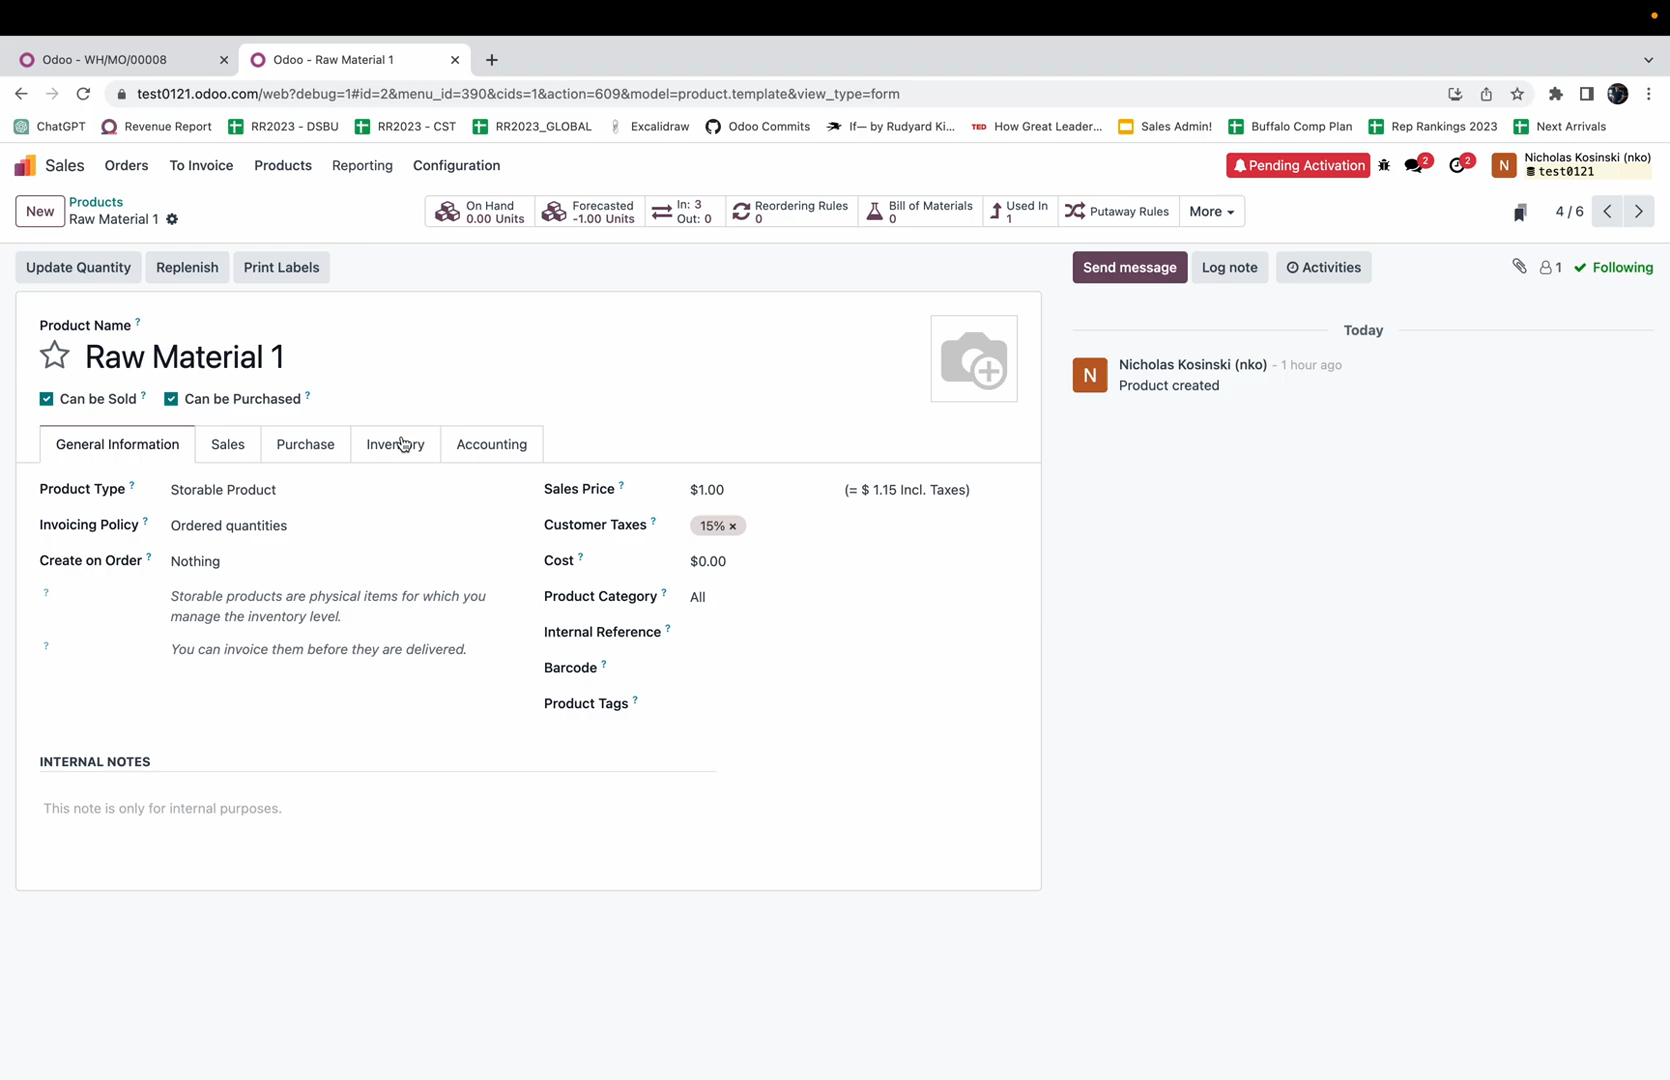 Odoo - WH/MO/00008
Odoo - Raw Material 1
test0121.odoo.com/web?debug=1#id=2&menu_id=390&cids=1&action=609&model=product.template&view_type=form
ChatGPT Revenue Report RR2023 - DSBU RR2023 - CST RR2023_GLOBAL Excalidraw Odoo Commits If— by Rudyard Ki... TED How Great Leader... Sales Admin! Buffalo Comp Plan Rep Rankings 2023 Next Arrivals
Sales Orders To Invoice Products Reporting Configuration Pending Activation 2 2 N Nicholas Kosinski (nko)
test0121
New Products
Raw Material 1
On Hand
0.00 Units
Forecasted
-1.00 Units
In: 3
Out: 0
Reordering Rules
0
Bill of Materials
0
Used In
1
Putaway Rules
More
4 / 6
Update Quantity Replenish Print Labels Send message Log note Activities 1 Following
Product Name ?
Raw Material 1
Can be Sold ? Can be Purchased ?
General Information Sales Purchase Inventory Accounting
Product Type ? Storable Product
Invoicing Policy ? Ordered quantities
Create on Order ? Nothing
? Storable products are physical items for which you
manage the inventory level.
? You can invoice them before they are delivered.
Sales Price ? $1.00 (= $ 1.15 Incl. Taxes)
Customer Taxes ? 15% ×
Cost ? $0.00
Product Category ? All
Internal Reference ?
Barcode ?
Product Tags ?
INTERNAL NOTES
This note is only for internal purposes.
Today
N Nicholas Kosinski (nko) - 1 hour ago
Product created